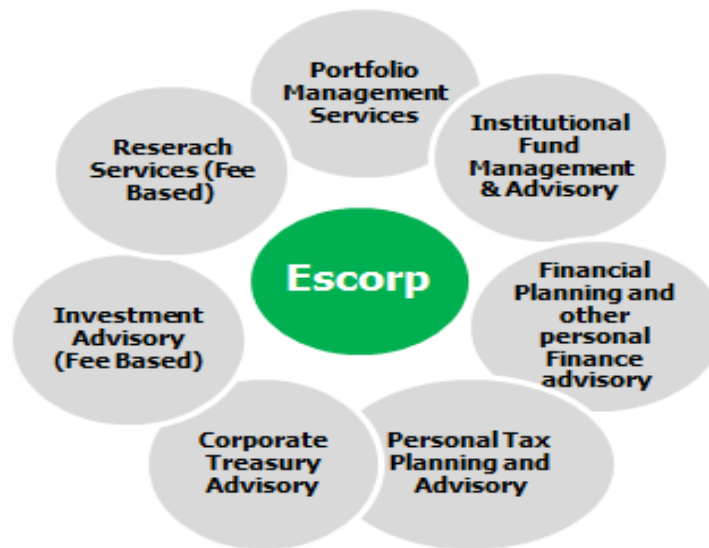 Portfolio
Management
Services
Institutional
Fund
Management
& Advisory
Financial
Planning and
other
personal
Finance
advisory
Personal Tax
Planning and
Advisory
Corporate
Treasury
Advisory
Investment
Advisory
(Fee Based)
Reserach
Services (Fee
Based)
Escorp